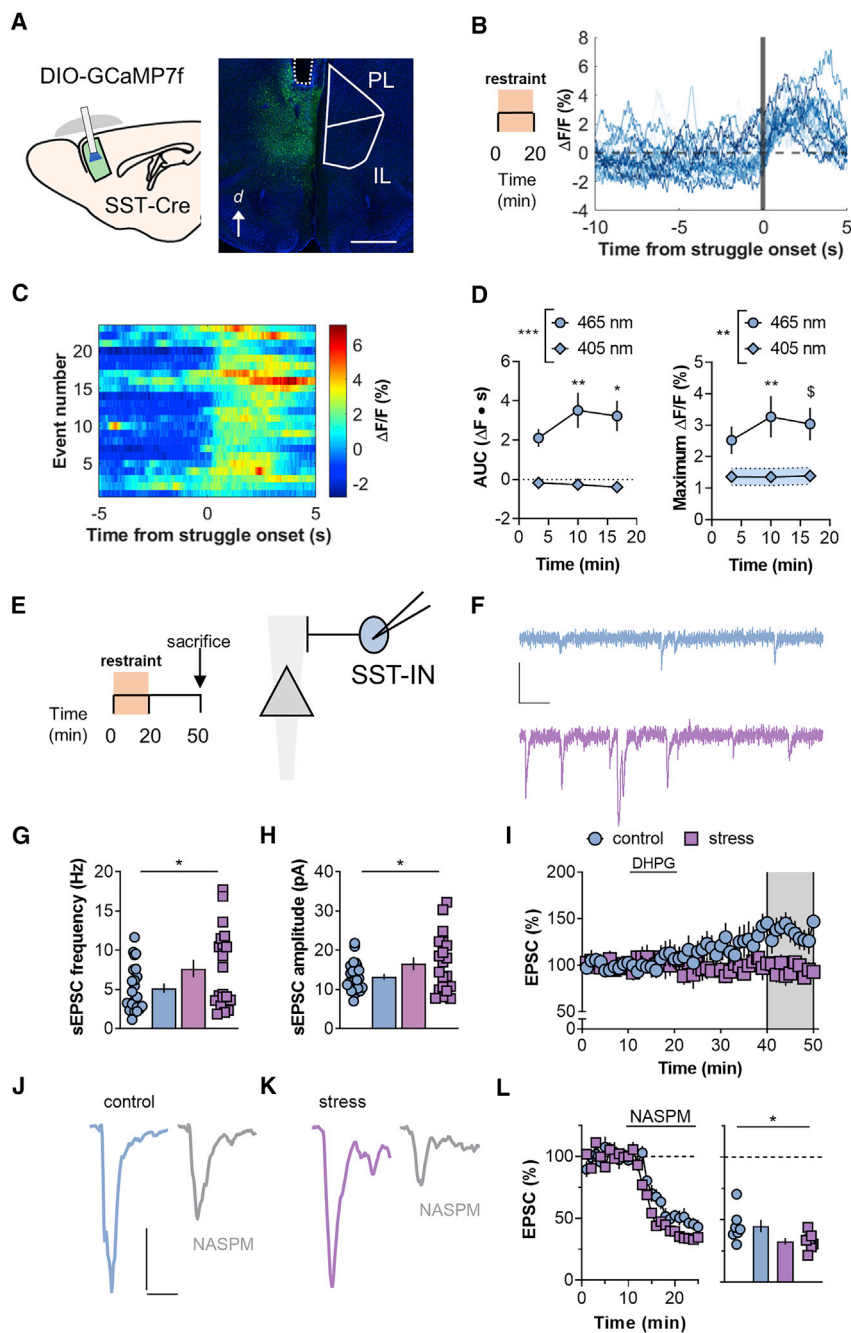 A
DIO-GCaMP7f
SST-Cre
PL
IL
d
B
restraint
0 20
Time
(min)
ΔF/F (%)
8
6
4
2
0
-2
-4
-10 -5 0 5
Time from struggle onset (s)
C
Event number
20
15
10
5
-5 0 5
Time from struggle onset (s)
6
4
2
0
-2
ΔF/F (%)
D
*** 465 nm
405 nm
AUC (ΔF • s)
6
4
2
0
-2
** *
0 5 10 15 20
Time (min)
** 465 nm
405 nm
Maximum ΔF/F (%)
5
4
3
2
1
0
** $
0 5 10 15 20
Time (min)
E
sacrifice
restraint
Time
(min)
0 20 50
SST-IN
F
G
sEPSC frequency (Hz)
20
15
10
5
0
*
H
sEPSC amplitude (pA)
40
30
20
10
0
*
I
control stress
DHPG
EPSC (%)
200
150
100
50
0
0 10 20 30 40 50
Time (min)
J
control
NASPM
K
stress
NASPM
L
NASPM
*
EPSC (%)
100
50
0
0 10 20
Time (min)